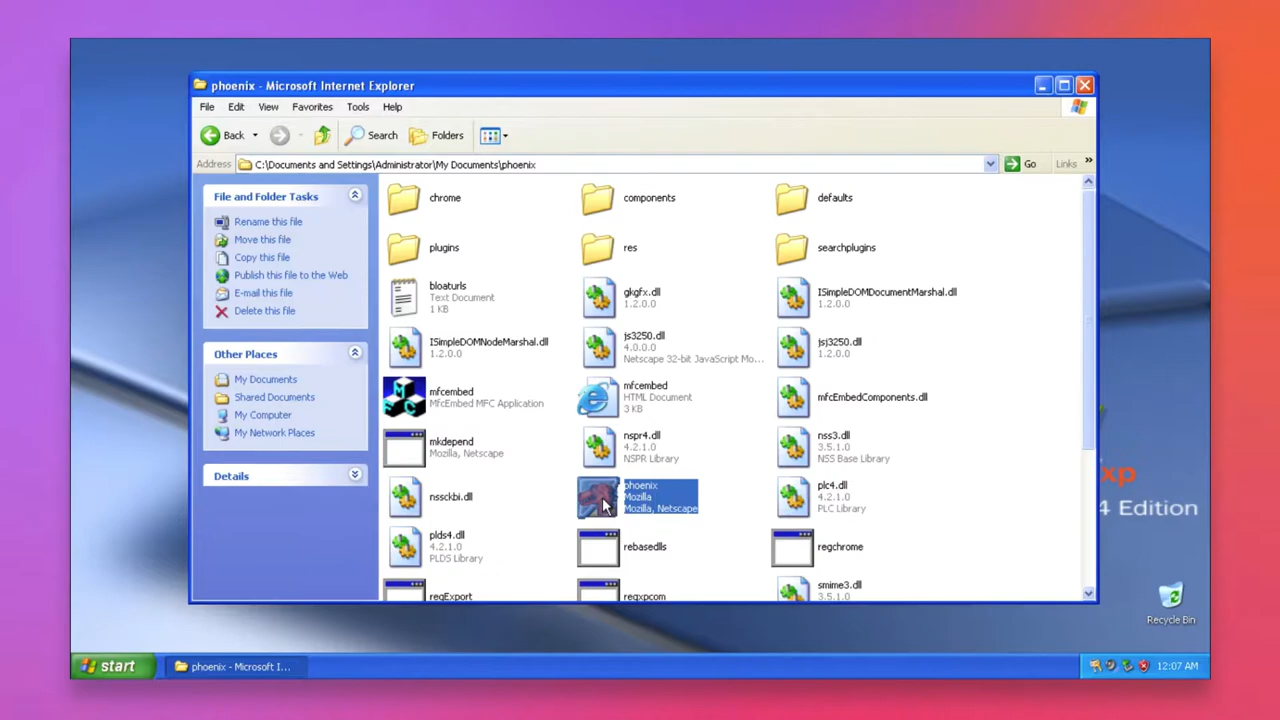 phoenix - Microsoft Internet Explorer
File Edit View Favorites Tools Help
Back Search Folders
Address C:\Documents and Settings\Administrator\My Documents\phoenix Go Links »
File and Folder Tasks
Rename this file
Move this file
Copy this file
Publish this file to the Web
E-mail this file
Delete this file
Other Places
My Documents
Shared Documents
My Computer
My Network Places
Details
chrome
components
defaults
plugins
res
searchplugins
bloaturls
Text Document
1 KB
gkgfx.dll
1.2.0.0
ISimpleDOMDocumentMarshal.dll
1.2.0.0
ISimpleDOMNodeMarshal.dll
1.2.0.0
js3250.dll
4.0.0.0
Netscape 32-bit JavaScript Mo...
jsj3250.dll
1.2.0.0
MFC
mfcembed
MfcEmbed MFC Application
mfcembed
HTML Document
3 KB
mfcEmbedComponents.dll
mkdepend
Mozilla, Netscape
nspr4.dll
4.2.1.0
NSPR Library
nss3.dll
3.5.1.0
NSS Base Library
nssckbi.dll
phoenix
Mozilla
Mozilla, Netscape
plc4.dll
4.2.1.0
PLC Library
plds4.dll
4.2.1.0
PLDS Library
rebasedlls
regchrome
regExport
regxpcom
smime3.dll
3.5.1.0
xp
4 Edition
Recycle Bin
start
phoenix - Microsoft I...
12:07 AM